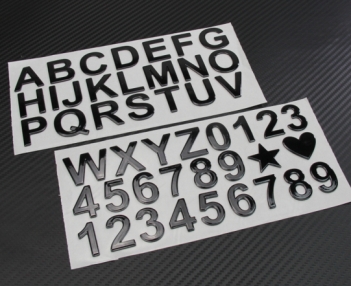 ABCDEFG
HIJKLMNO
PQRSTUV
WXYZ0123
456789★♥
123456789